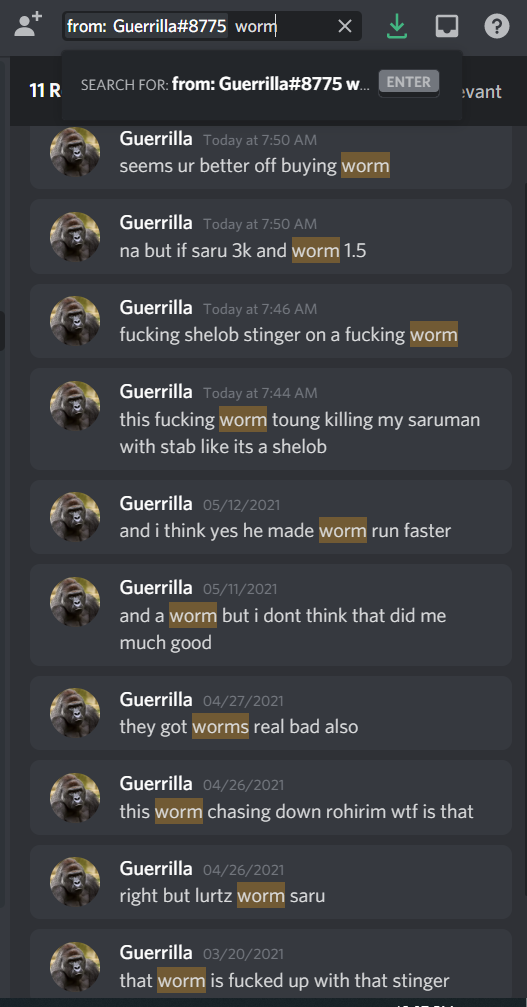 from: Guerrilla#8775 worm
SEARCH FOR: from: Guerrilla#8775 w... ENTER
11 R
evant
Guerrilla Today at 7:50 AM
seems ur better off buying worm
Guerrilla Today at 7:50 AM
na but if saru 3k and worm 1.5
Guerrilla Today at 7:46 AM
fucking shelob stinger on a fucking worm
Guerrilla Today at 7:44 AM
this fucking worm toung killing my saruman
with stab like its a shelob
Guerrilla 05/12/2021
and i think yes he made worm run faster
Guerrilla 05/11/2021
and a worm but i dont think that did me
much good
Guerrilla 04/27/2021
they got worms real bad also
Guerrilla 04/26/2021
this worm chasing down rohirim wtf is that
Guerrilla 04/26/2021
right but lurtz worm saru
Guerrilla 03/20/2021
that worm is fucked up with that stinger